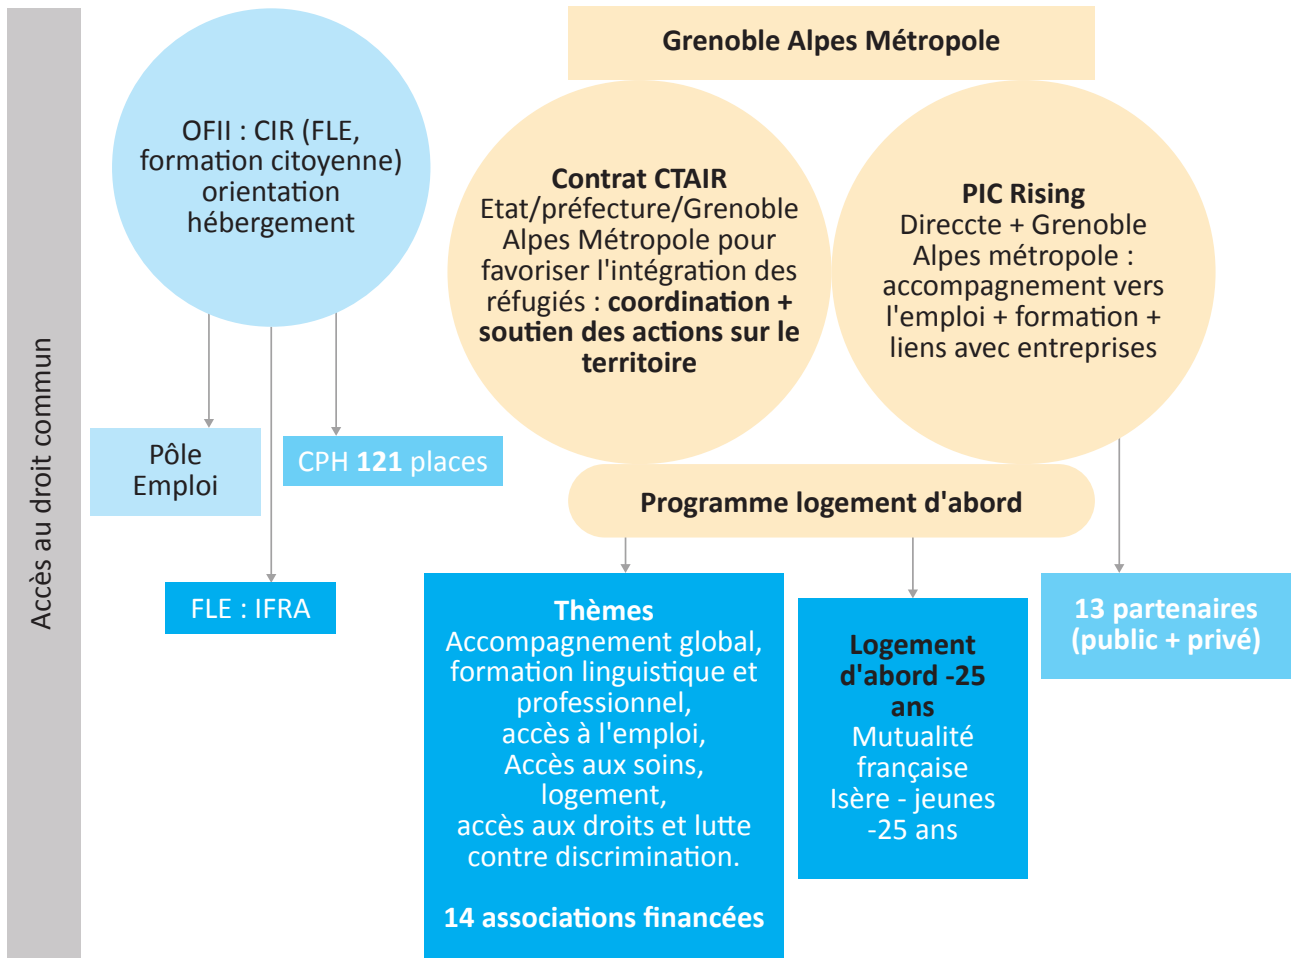 Accès au droit commun
OFII : CIR (FLE,
formation citoyenne)
orientation
hébergement
Pôle
Emploi
CPH 121 places
FLE : IFRA
Grenoble Alpes Métropole
Contrat CTAIR
Etat/préfecture/Grenoble
Alpes Métropole pour
favoriser l'intégration des
réfugiés : coordination +
soutien des actions sur le
territoire
PIC Rising
Direccte + Grenoble
Alpes métropole :
accompagnement vers
l'emploi + formation +
liens avec entreprises
Programme logement d'abord
Thèmes
Accompagnement global,
formation linguistique et
professionnel,
accès à l'emploi,
Accès aux soins,
logement,
accès aux droits et lutte
contre discrimination.
14 associations financées
Logement
d'abord -25
ans
Mutualité
française
Isère - jeunes
-25 ans
13 partenaires
(public + privé)